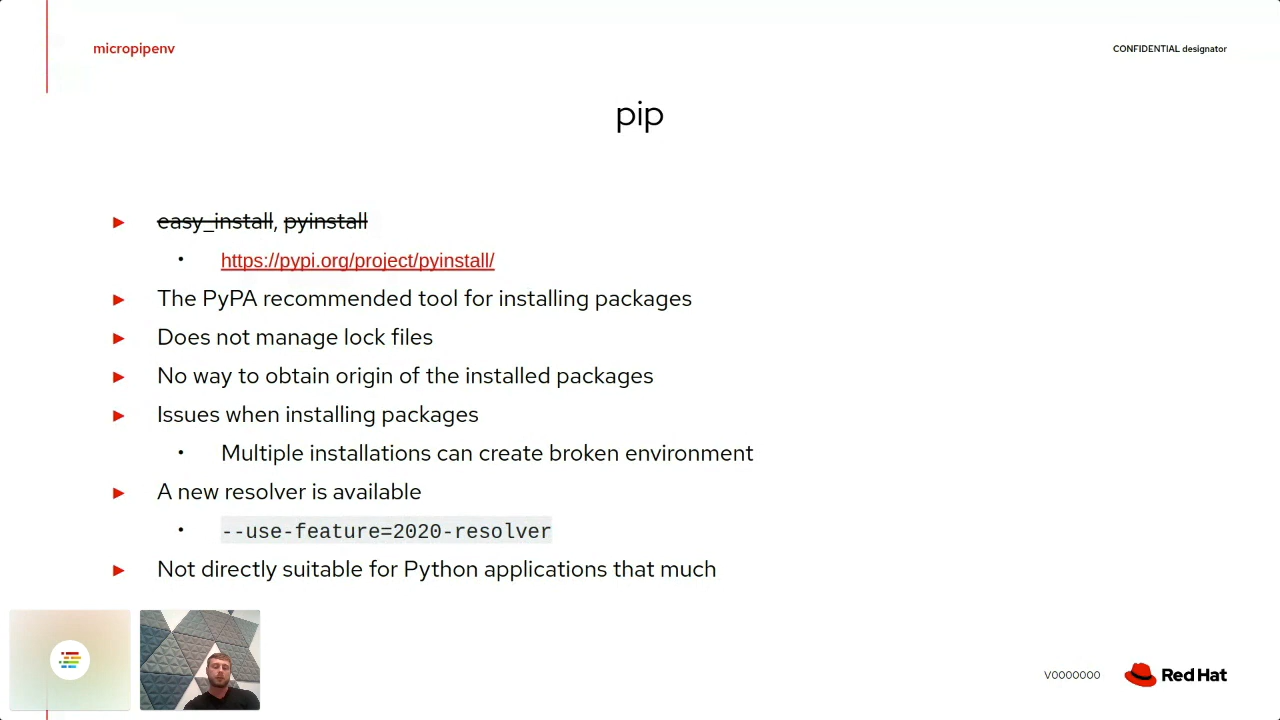 micropipenv
CONFIDENTIAL designator
pip
easy_install, pyinstall
https://pypi.org/project/pyinstall/
The PyPA recommended tool for installing packages
Does not manage lock files
No way to obtain origin of the installed packages
Issues when installing packages
Multiple installations can create broken environment
A new resolver is available
--use-feature=2020-resolver
Not directly suitable for Python applications that much
V0000000
Red Hat